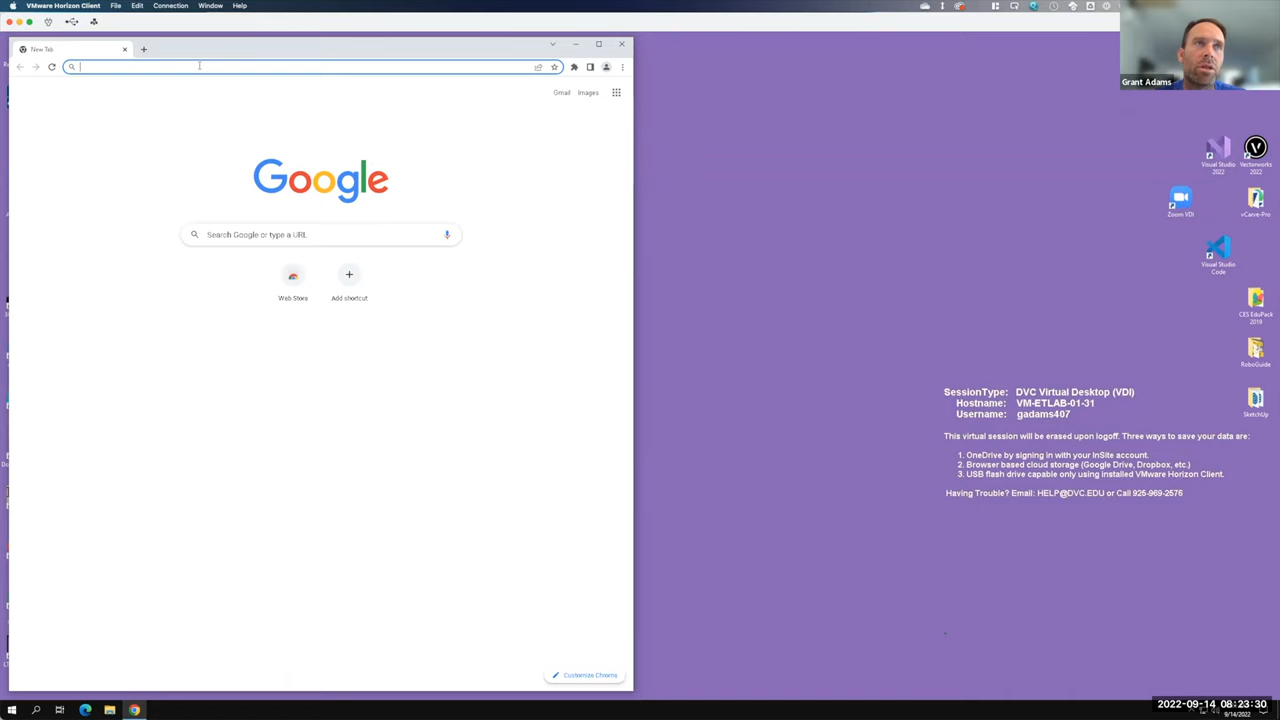 VMware Horizon Client File Edit Connection Window Help
New Tab
Gmail Images
Google
Search Google or type a URL
Web Store Add shortcut
Customize Chrome
Grant Adams
Visual Studio 2022
Vectorworks 2022
Zoom VDI
vCarve-Pro
Visual Studio Code
CES EduPack 2019
RoboGuide
SketchUp
SessionType: DVC Virtual Desktop (VDI)
Hostname: VM-ETLAB-01-31
Username: gadams407
This virtual session will be erased upon logoff. Three ways to save your data are:
1. OneDrive by signing in with your InSite account.
2. Browser based cloud storage (Google Drive, Dropbox, etc.)
3. USB flash drive capable only using installed VMware Horizon Client.
Having Trouble? Email: HELP@DVC.EDU or Call 925-969-2576
2022-09-14 08:23:30
9/14/2022